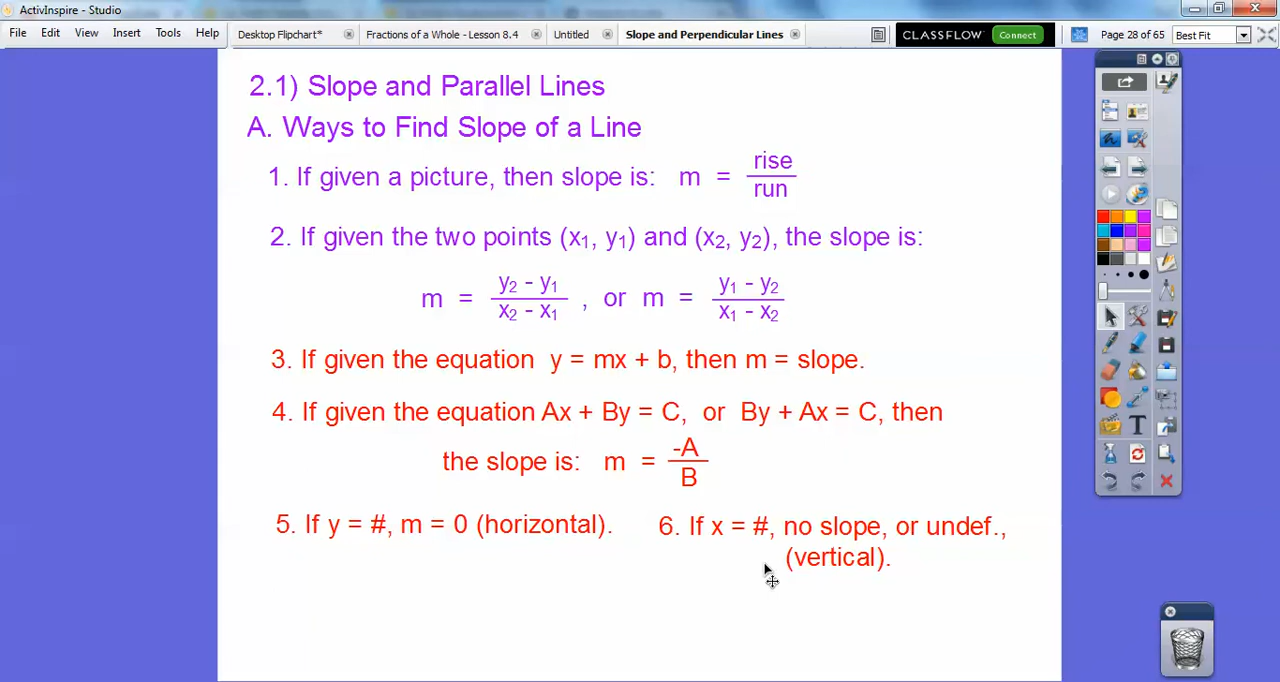 ActivInspire - Studio
File Edit View Insert Tools Help Desktop Flipchart* Fractions of a Whole - Lesson 8.4 Untitled Slope and Perpendicular Lines CLASSFLOW Connect Page 28 of 65 Best Fit
2.1) Slope and Parallel Lines
A. Ways to Find Slope of a Line
1. If given a picture, then slope is: m = rise
run
2. If given the two points (x₁, y₁) and (x₂, y₂), the slope is:
m = y₂ - y₁ , or m = y₁ - y₂
x₂ - x₁ x₁ - x₂
3. If given the equation y = mx + b, then m = slope.
4. If given the equation Ax + By = C, or By + Ax = C, then
the slope is: m = -A
B
5. If y = #, m = 0 (horizontal). 6. If x = #, no slope, or undef.,
(vertical).